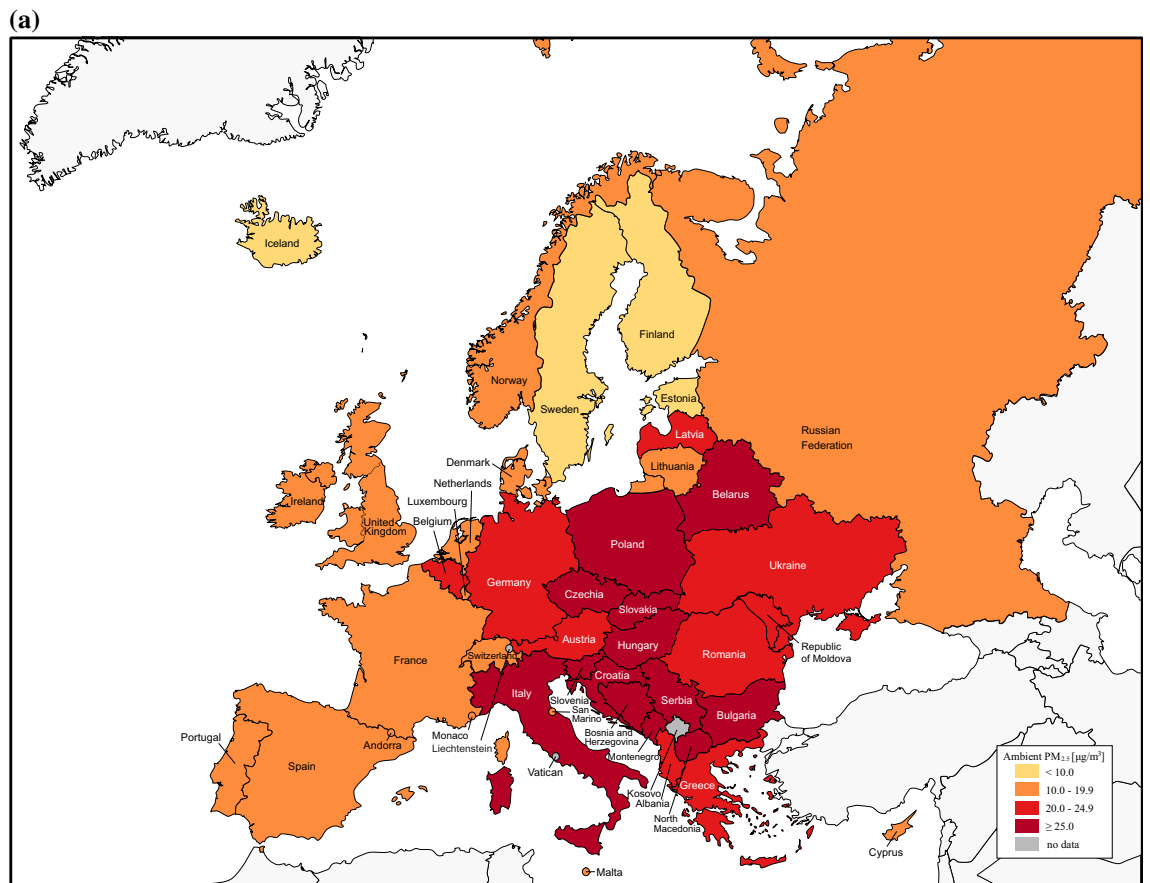 (a)
Iceland
Norway
Sweden
Finland
Estonia
Latvia
Lithuania
Russian
Federation
Denmark
Netherlands
Luxembourg
Belgium
Ireland
United
Kingdom
Belarus
Poland
Germany
Ukraine
Czechia
Slovakia
Austria
Hungary
Switzerland
France
Romania
Republic
of Moldova
Italy
Croatia
Slovenia
San
Marino
Serbia
Bulgaria
Bosnia and
Herzegovina
Montenegro
Monaco
Liechtenstein
Andorra
Portugal
Spain
Vatican
Kosovo
Albania
North
Macedonia
Greece
Cyprus
Malta
Ambient PM2.5 [µg/m³]
< 10.0
10.0 - 19.9
20.0 - 24.9
≥ 25.0
no data